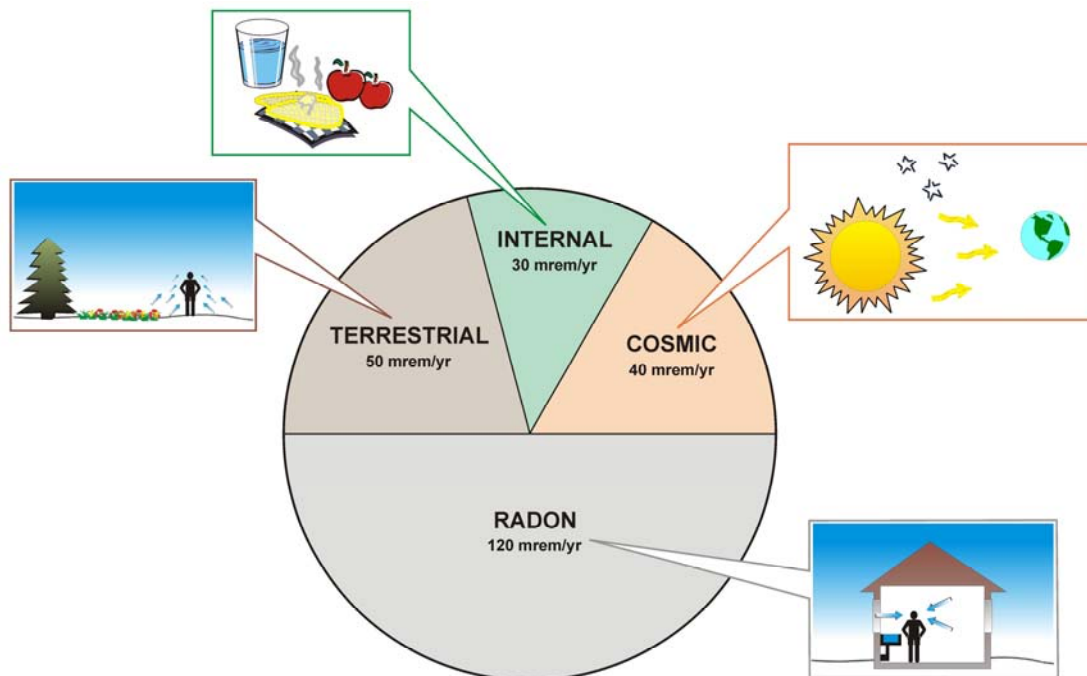 INTERNAL
30 mrem/yr
TERRESTRIAL
50 mrem/yr
COSMIC
40 mrem/yr
RADON
120 mrem/yr